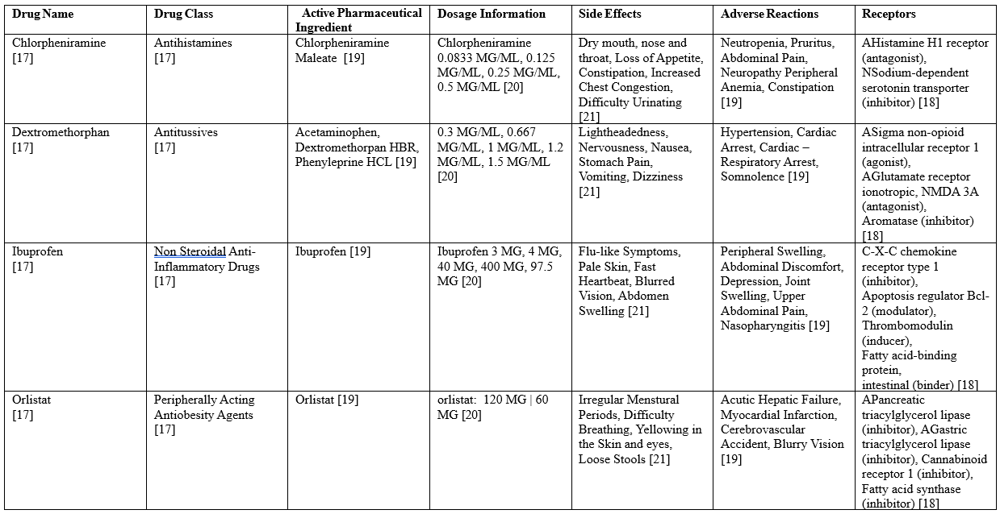 Drug Name
Drug Class
Active Pharmaceutical
Ingredient
Dosage Information
Side Effects
Adverse Reactions
Receptors
Chlorpheniramine
[17]
Antihistamines
[17]
Chlorpheniramine
Maleate [19]
Chlorpheniramine
0.0833 MG/ML, 0.125
MG/ML, 0.25 MG/ML,
0.5 MG/ML [20]
Dry mouth, nose and
throat, Loss of Appetite,
Constipation, Increased
Chest Congestion,
Difficulty Urinating
[21]
Neutropenia, Pruritus,
Abdominal Pain,
Neuropathy Peripheral
Anemia, Constipation
[19]
AHistamine H1 receptor
(antagonist),
NSodium-dependent
serotonin transporter
(inhibitor) [18]
Dextromethorphan
[17]
Antitussives
[17]
Acetaminophen,
Dextromethorpan HBR,
Phenyleprine HCL [19]
0.3 MG/ML, 0.667
MG/ML, 1 MG/ML, 1.2
MG/ML, 1.5 MG/ML
[20]
Lightheadedness,
Nervousness, Nausea,
Stomach Pain,
Vomiting, Dizziness
[21]
Hypertension, Cardiac
Arrest, Cardiac –
Respiratory Arrest,
Somnolence [19]
ASigma non-opioid
intracellular receptor 1
(agonist),
AGlutamate receptor
ionotropic, NMDA 3A
(antagonist),
Aromatase (inhibitor)
[18]
Ibuprofen
[17]
Non Steroidal Anti-
Inflammatory Drugs
[17]
Ibuprofen [19]
Ibuprofen 3 MG, 4 MG,
40 MG, 400 MG, 97.5
MG [20]
Flu-like Symptoms,
Pale Skin, Fast
Heartbeat, Blurred
Vision, Abdomen
Swelling [21]
Peripheral Swelling,
Abdominal Discomfort,
Depression, Joint
Swelling, Upper
Abdominal Pain,
Nasopharyngitis [19]
C-X-C chemokine
receptor type 1
(inhibitor),
Apoptosis regulator Bcl-
2 (modulator),
Thrombomodulin
(inducer),
Fatty acid-binding
protein,
intestinal (binder) [18]
Orlistat
[17]
Peripherally Acting
Antiobesity Agents
[17]
Orlistat [19]
orlistat: 120 MG | 60
MG [20]
Irregular Menstural
Periods, Difficulty
Breathing, Yellowing in
the Skin and eyes,
Loose Stools [21]
Acutic Hepatic Failure,
Myocardial Infarction,
Cerebrovascular
Accident, Blurry Vision
[19]
APancreatic
triacylglycerol lipase
(inhibitor), AGastric
triacylglycerol lipase
(inhibitor), Cannabinoid
receptor 1 (inhibitor),
Fatty acid synthase
(inhibitor) [18]